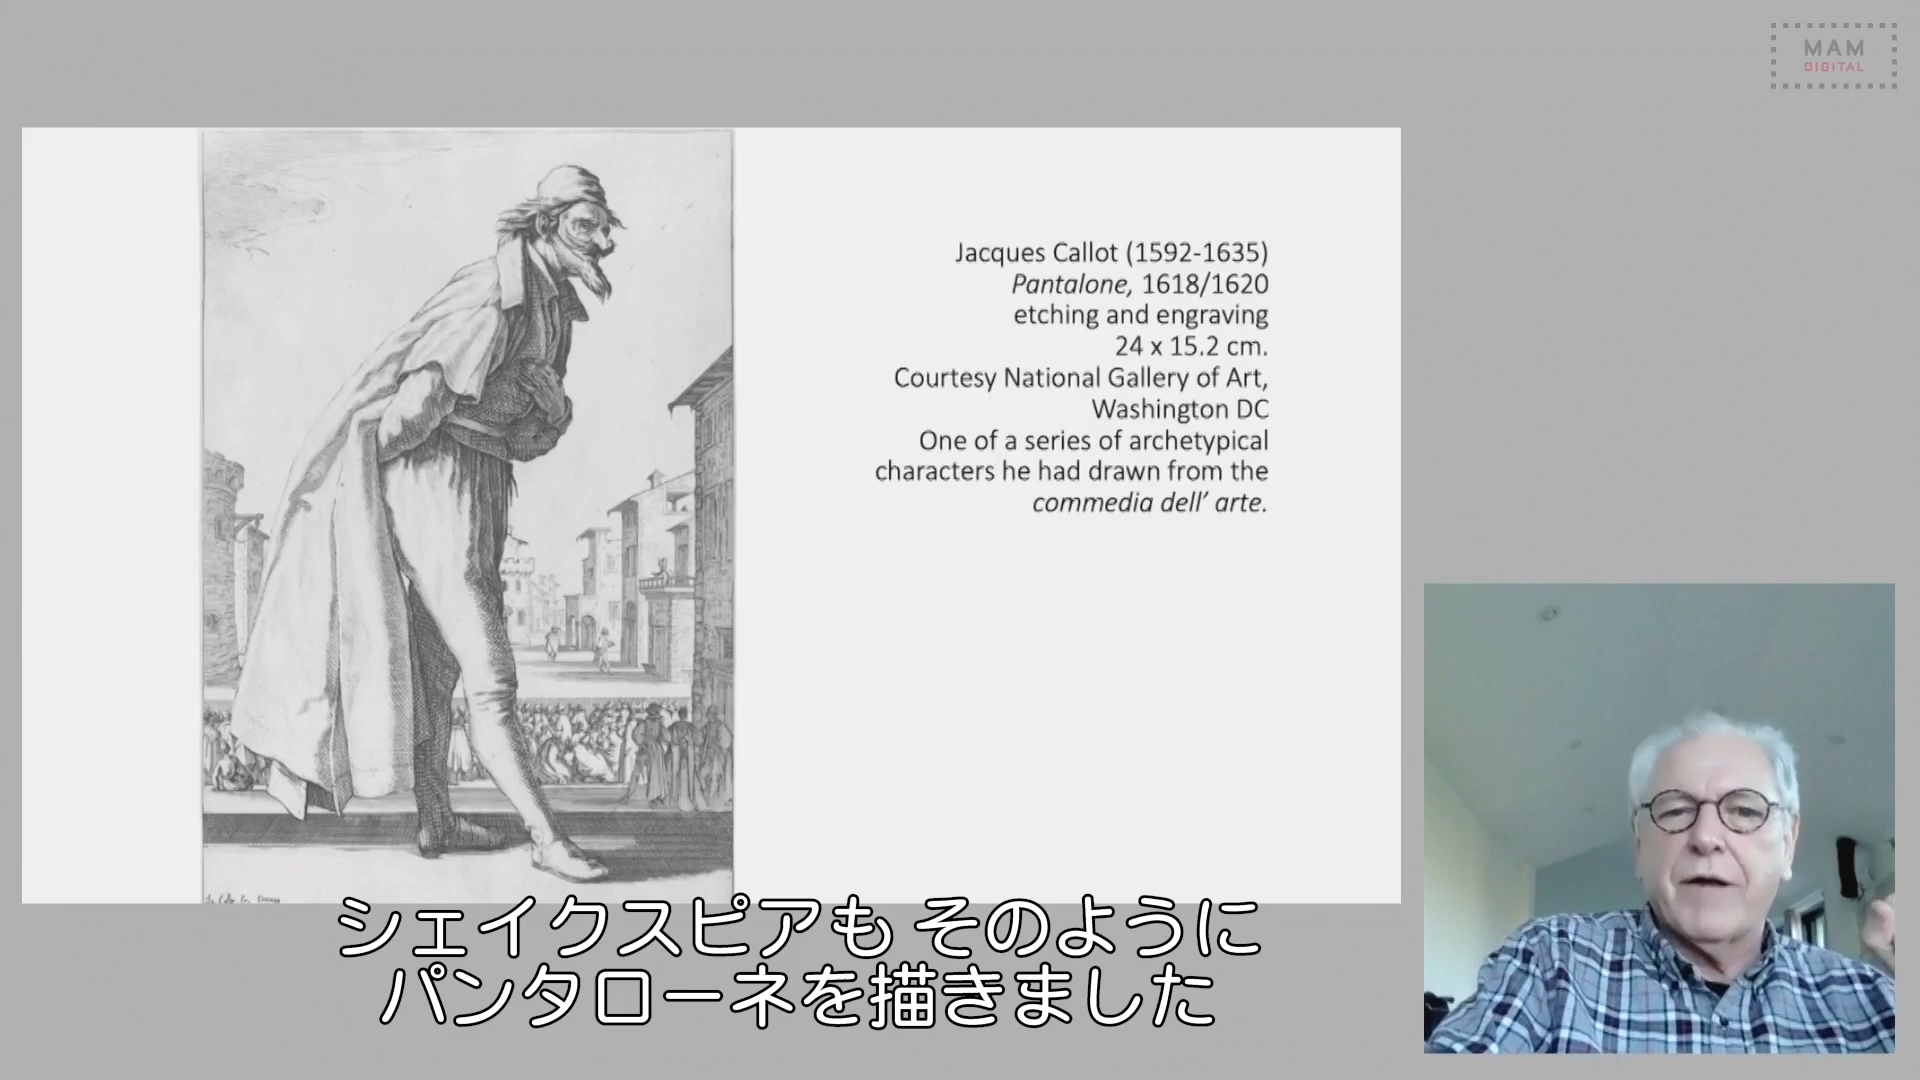 MAM
DIGITAL
Jacques Callot (1592-1635)
Pantalone, 1618/1620
etching and engraving
24 x 15.2 cm.
Courtesy National Gallery of Art,
Washington DC
One of a series of archetypical
characters he had drawn from the
commedia dell’ arte.
シェイクスピアも そのように
パンタローネを描きました